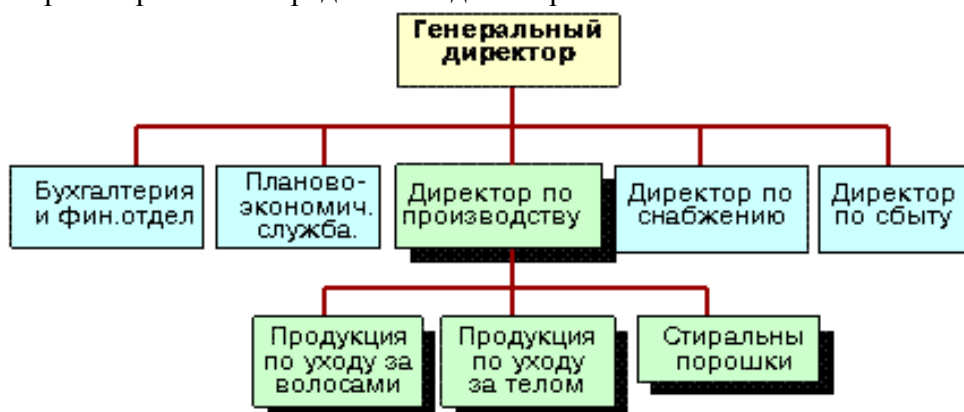 Генеральный
директор
Бухгалтерия
и фин.отдел
Планово-
экономич.
служба.
Директор по
производству
Директор по
снабжению
Директор
по сбыту
Продукция
по уходу за
волосами
Продукция
по уходу
за телом
Стиральны
порошки